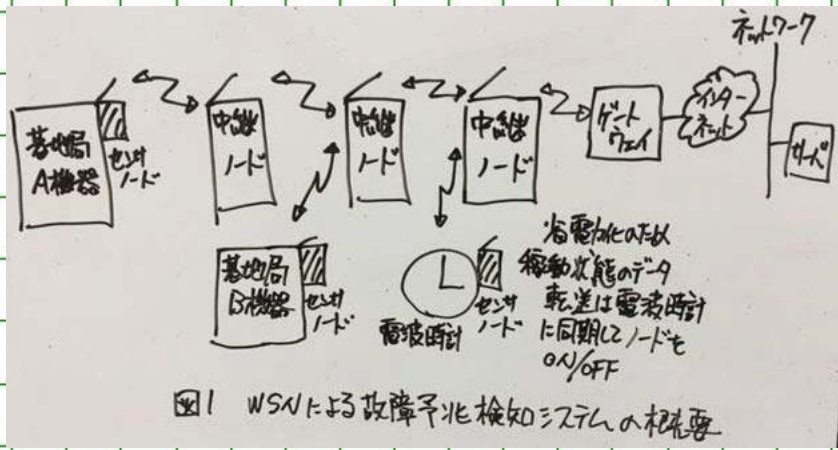 ネットワーク
基地局
A機器
センサ
ノード
中継
ノード
中継
ノード
中継
ノード
ゲート
ウェイ
インター
ネット
サーバ
基地局
B機器
センサ
ノード
電波時計
センサ
ノード
省電力化のため
稼動状態のデータ
転送は電波時計
に同期してノードを
ON/OFF
図1 WSNによる故障予兆検知システムの概要